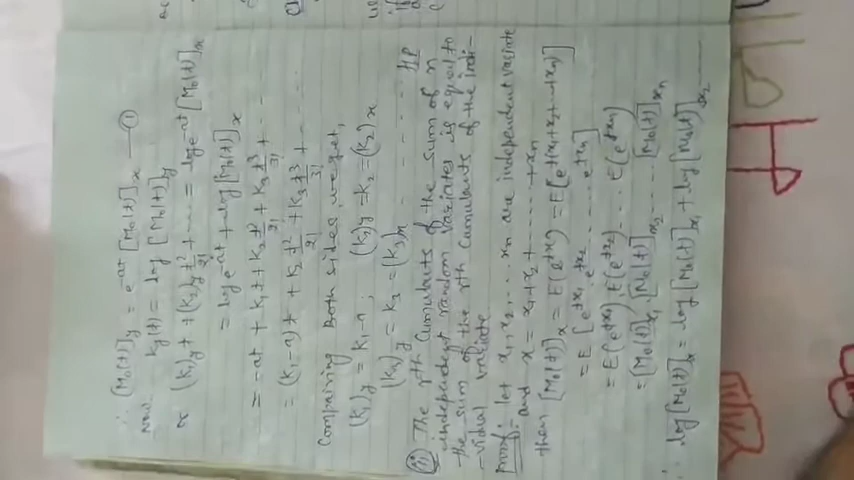 ∴ [M₀(t)]y = e^-at [M₀(t)]x — ①
now Ky(t) = log [M₀(t)]y
or (K₁)y t + (K₂)y t²/2! + ..... = log e^-at [M₀(t)]x
= log e^-at + log [M₀(t)]x
= -at + K₁t + K₂ t²/2! + K₃ t³/3! + ...
= (K₁-a)t + K₂ t²/2! + K₃ t³/3! + ...
Comparing Both sides, we get,
(K₁)y = K₁-a ; (K₂)y = K₂ = (K₂)x
(K₃)y = K₃ = (K₃)x - - - - - - - HP
(ii) The rth Cumulants of the sum of n
independent random variates is equal to
the sum of the rth Cumulants of the indi-
-vidual variate
Proof:- let x₁, x₂, ... xn are independent variate
and x = x₁+x₂+ ...... +xn
then [M₀(t)]x = E(e^tx) = E[e^t(x₁+x₂+...+xn)]
= E [e^tx₁ . e^tx₂ ...... e^txn]
= E(e^tx₁) . E(e^tx₂) .... E(e^txn)
= [M₀(t)]x₁ . [M₀(t)]x₂ ..... [M₀(t)]xn
∴ log [M₀(t)]x = log [M₀(t)]x₁ + log [M₀(t)]x₂ ------